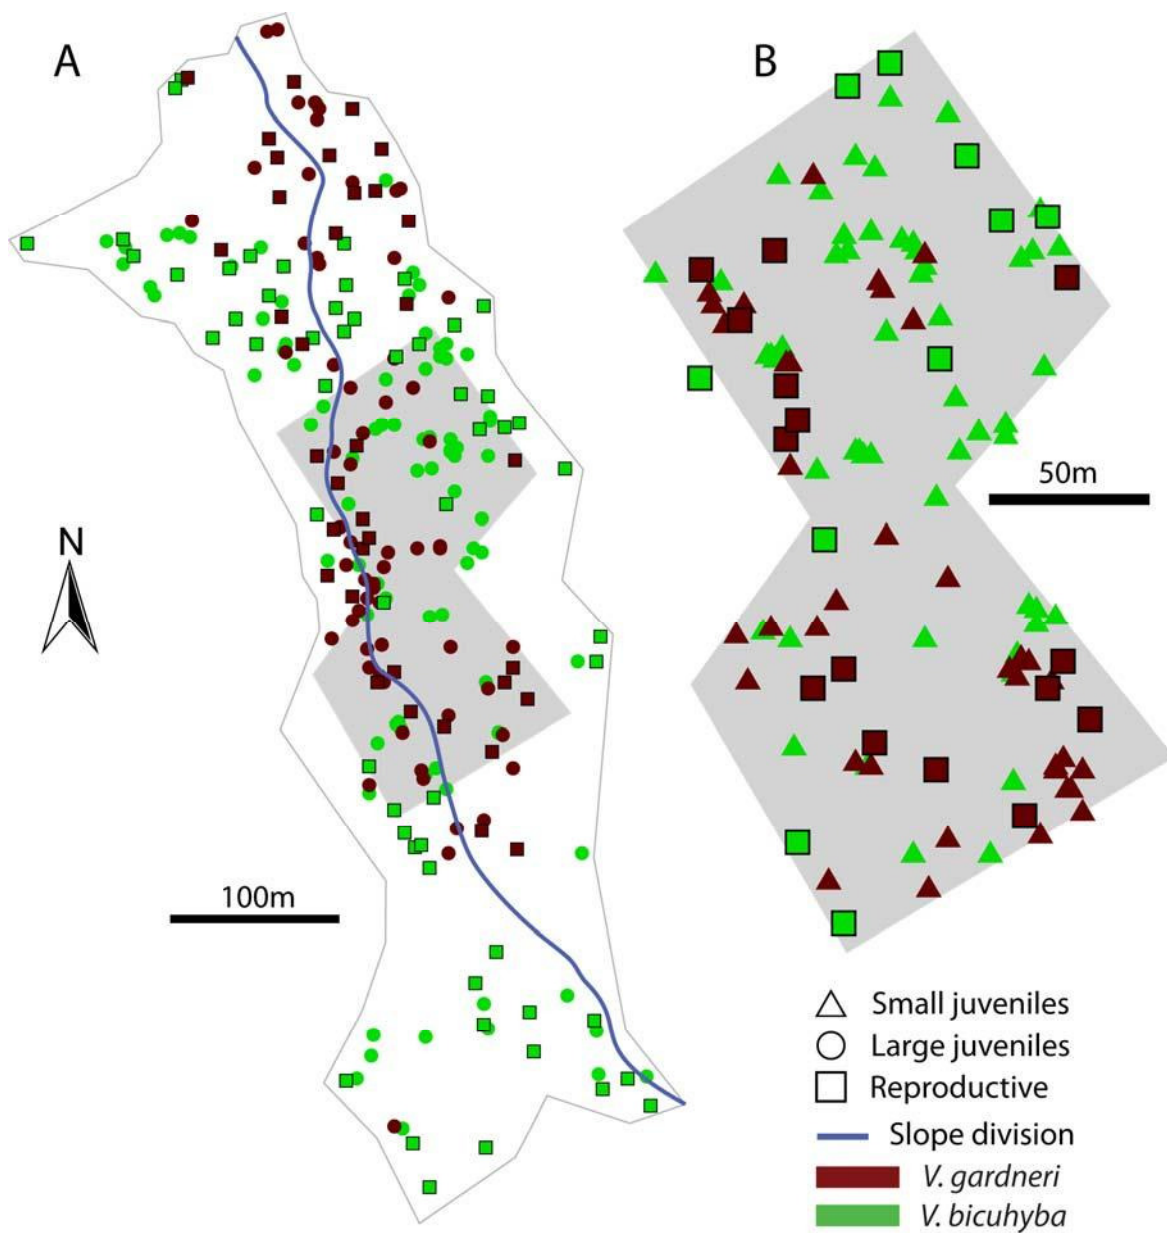 A
B
50m
N
100m
Small juveniles
Large juveniles
Reproductive
Slope division
V. gardneri
V. bicuhyba